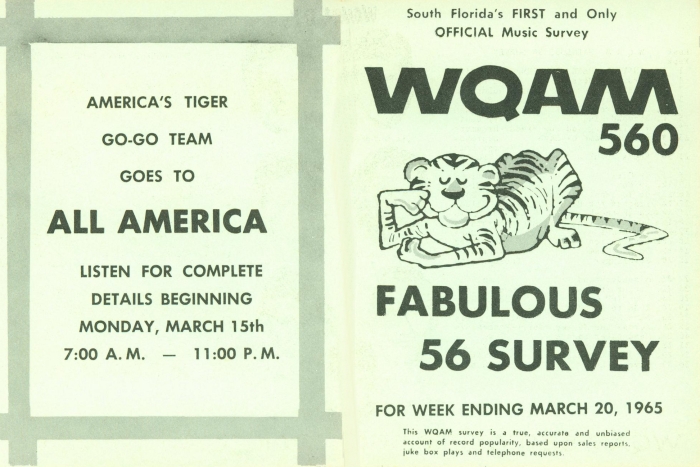 AMERICA'S TIGER
GO-GO TEAM
GOES TO
ALL AMERICA
LISTEN FOR COMPLETE
DETAILS BEGINNING
MONDAY, MARCH 15th
7:00 A.M. — 11:00 P.M.
South Florida's FIRST and Only
OFFICIAL Music Survey
WQAM
560
FABULOUS
56 SURVEY
FOR WEEK ENDING MARCH 20, 1965
This WQAM survey is a true, accurate and unbiased
account of record popularity, based upon sales reports,
juke box plays and telephone requests.